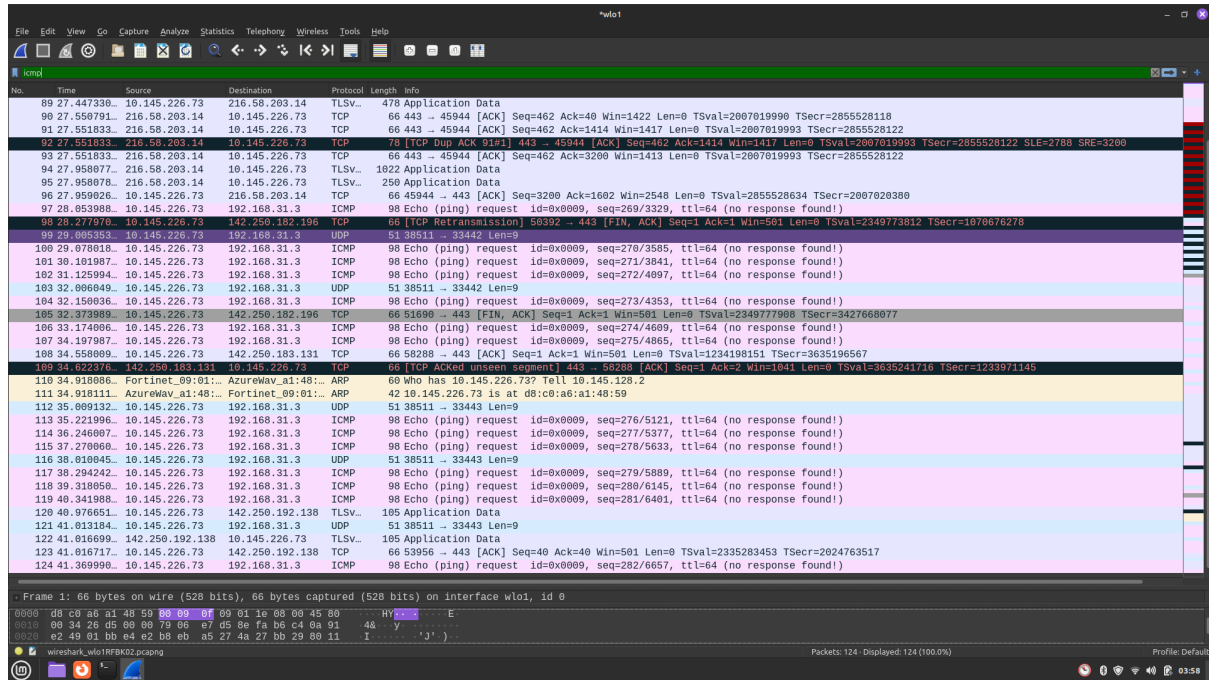 *wlo1
File Edit View Go Capture Analyze Statistics Telephony Wireless Tools Help
icmp
No. Time Source Destination Protocol Length Info
89 27.447330… 10.145.226.73 216.58.203.14 TLSv… 478 Application Data
90 27.550791… 216.58.203.14 10.145.226.73 TCP 66 443 → 45944 [ACK] Seq=462 Ack=40 Win=1422 Len=0 TSval=2007019990 TSecr=2855528118
91 27.551833… 216.58.203.14 10.145.226.73 TCP 66 443 → 45944 [ACK] Seq=462 Ack=1414 Win=1417 Len=0 TSval=2007019993 TSecr=2855528122
92 27.551833… 216.58.203.14 10.145.226.73 TCP 78 [TCP Dup ACK 91#1] 443 → 45944 [ACK] Seq=462 Ack=1414 Win=1417 Len=0 TSval=2007019993 TSecr=2855528122 SLE=2788 SRE=3200
93 27.551833… 216.58.203.14 10.145.226.73 TCP 66 443 → 45944 [ACK] Seq=462 Ack=3200 Win=1413 Len=0 TSval=2007019993 TSecr=2855528122
94 27.958077… 216.58.203.14 10.145.226.73 TLSv… 1022 Application Data
95 27.958078… 216.58.203.14 10.145.226.73 TLSv… 250 Application Data
96 27.959026… 10.145.226.73 216.58.203.14 TCP 66 45944 → 443 [ACK] Seq=3200 Ack=1602 Win=2548 Len=0 TSval=2855528634 TSecr=2007020380
97 28.053988… 10.145.226.73 192.168.31.3 ICMP 98 Echo (ping) request id=0x0009, seq=269/3329, ttl=64 (no response found!)
98 28.277970… 10.145.226.73 142.250.182.196 TCP 66 [TCP Retransmission] 50392 → 443 [FIN, ACK] Seq=1 Ack=1 Win=501 Len=0 TSval=2349773812 TSecr=1070676278
99 29.005353… 10.145.226.73 192.168.31.3 UDP 51 38511 → 33442 Len=9
100 29.078018… 10.145.226.73 192.168.31.3 ICMP 98 Echo (ping) request id=0x0009, seq=270/3585, ttl=64 (no response found!)
101 30.101987… 10.145.226.73 192.168.31.3 ICMP 98 Echo (ping) request id=0x0009, seq=271/3841, ttl=64 (no response found!)
102 31.125994… 10.145.226.73 192.168.31.3 ICMP 98 Echo (ping) request id=0x0009, seq=272/4097, ttl=64 (no response found!)
103 32.006049… 10.145.226.73 192.168.31.3 UDP 51 38511 → 33442 Len=9
104 32.150036… 10.145.226.73 192.168.31.3 ICMP 98 Echo (ping) request id=0x0009, seq=273/4353, ttl=64 (no response found!)
105 32.373989… 10.145.226.73 142.250.182.196 TCP 66 51690 → 443 [FIN, ACK] Seq=1 Ack=1 Win=501 Len=0 TSval=2349777908 TSecr=3427668077
106 33.174006… 10.145.226.73 192.168.31.3 ICMP 98 Echo (ping) request id=0x0009, seq=274/4609, ttl=64 (no response found!)
107 34.197987… 10.145.226.73 192.168.31.3 ICMP 98 Echo (ping) request id=0x0009, seq=275/4865, ttl=64 (no response found!)
108 34.558009… 10.145.226.73 142.250.183.131 TCP 66 58288 → 443 [ACK] Seq=1 Ack=1 Win=501 Len=0 TSval=1234198151 TSecr=3635196567
109 34.622376… 142.250.183.131 10.145.226.73 TCP 66 [TCP ACKed unseen segment] 443 → 58288 [ACK] Seq=1 Ack=2 Win=1041 Len=0 TSval=3635241716 TSecr=1233971145
110 34.918086… Fortinet_09:01:… AzureWav_a1:48:… ARP 60 Who has 10.145.226.73? Tell 10.145.128.2
111 34.918111… AzureWav_a1:48:… Fortinet_09:01:… ARP 42 10.145.226.73 is at d8:c0:a6:a1:48:59
112 35.009132… 10.145.226.73 192.168.31.3 UDP 51 38511 → 33443 Len=9
113 35.221996… 10.145.226.73 192.168.31.3 ICMP 98 Echo (ping) request id=0x0009, seq=276/5121, ttl=64 (no response found!)
114 36.246007… 10.145.226.73 192.168.31.3 ICMP 98 Echo (ping) request id=0x0009, seq=277/5377, ttl=64 (no response found!)
115 37.270060… 10.145.226.73 192.168.31.3 ICMP 98 Echo (ping) request id=0x0009, seq=278/5633, ttl=64 (no response found!)
116 38.010045… 10.145.226.73 192.168.31.3 UDP 51 38511 → 33443 Len=9
117 38.294242… 10.145.226.73 192.168.31.3 ICMP 98 Echo (ping) request id=0x0009, seq=279/5889, ttl=64 (no response found!)
118 39.318050… 10.145.226.73 192.168.31.3 ICMP 98 Echo (ping) request id=0x0009, seq=280/6145, ttl=64 (no response found!)
119 40.341988… 10.145.226.73 192.168.31.3 ICMP 98 Echo (ping) request id=0x0009, seq=281/6401, ttl=64 (no response found!)
120 40.976651… 10.145.226.73 142.250.192.138 TLSv… 105 Application Data
121 41.013184… 10.145.226.73 192.168.31.3 UDP 51 38511 → 33443 Len=9
122 41.016699… 142.250.192.138 10.145.226.73 TLSv… 105 Application Data
123 41.016717… 10.145.226.73 142.250.192.138 TCP 66 53956 → 443 [ACK] Seq=40 Ack=40 Win=501 Len=0 TSval=2335283453 TSecr=2024763517
124 41.369990… 10.145.226.73 192.168.31.3 ICMP 98 Echo (ping) request id=0x0009, seq=282/6657, ttl=64 (no response found!)
Frame 1: 66 bytes on wire (528 bits), 66 bytes captured (528 bits) on interface wlo1, id 0
0000 d8 c0 a6 a1 48 59 00 09 0f 09 01 1e 08 00 45 80 ····HY·· ······E·
0010 00 34 26 d5 00 00 79 06 e7 d5 8e fa b6 c4 0a 91 ·4&···y· ········
0020 e2 49 01 bb e4 e2 b8 eb a5 27 4a 27 bb 29 80 11 ·I······ ·'J'·)··
wireshark_wlo1RFBK02.pcapng Packets: 124 · Displayed: 124 (100.0%) Profile: Default
03:58